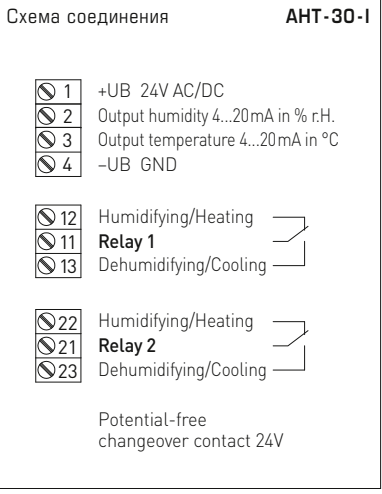 Схема соединения AHT-30-I
1 +UB 24V AC/DC
2 Output humidity 4...20mA in % r.H.
3 Output temperature 4...20mA in °C
4 –UB GND
12 Humidifying/Heating
11 Relay 1
13 Dehumidifying/Cooling
22 Humidifying/Heating
21 Relay 2
23 Dehumidifying/Cooling
Potential-free
changeover contact 24V